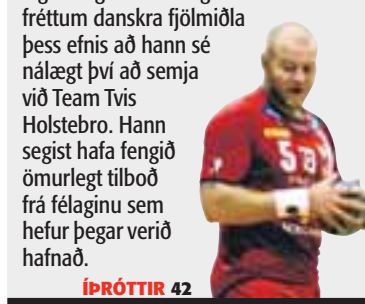 fréttum danskra fjölmiðla
þess efnis að hann sé
nálægt því að semja
við Team Tvis
Holstebro. Hann
segist hafa fengið
ömurlegt tilboð
frá félaginu sem
hefur þegar verið
hafnað.
ÍÞRÓTTIR 42